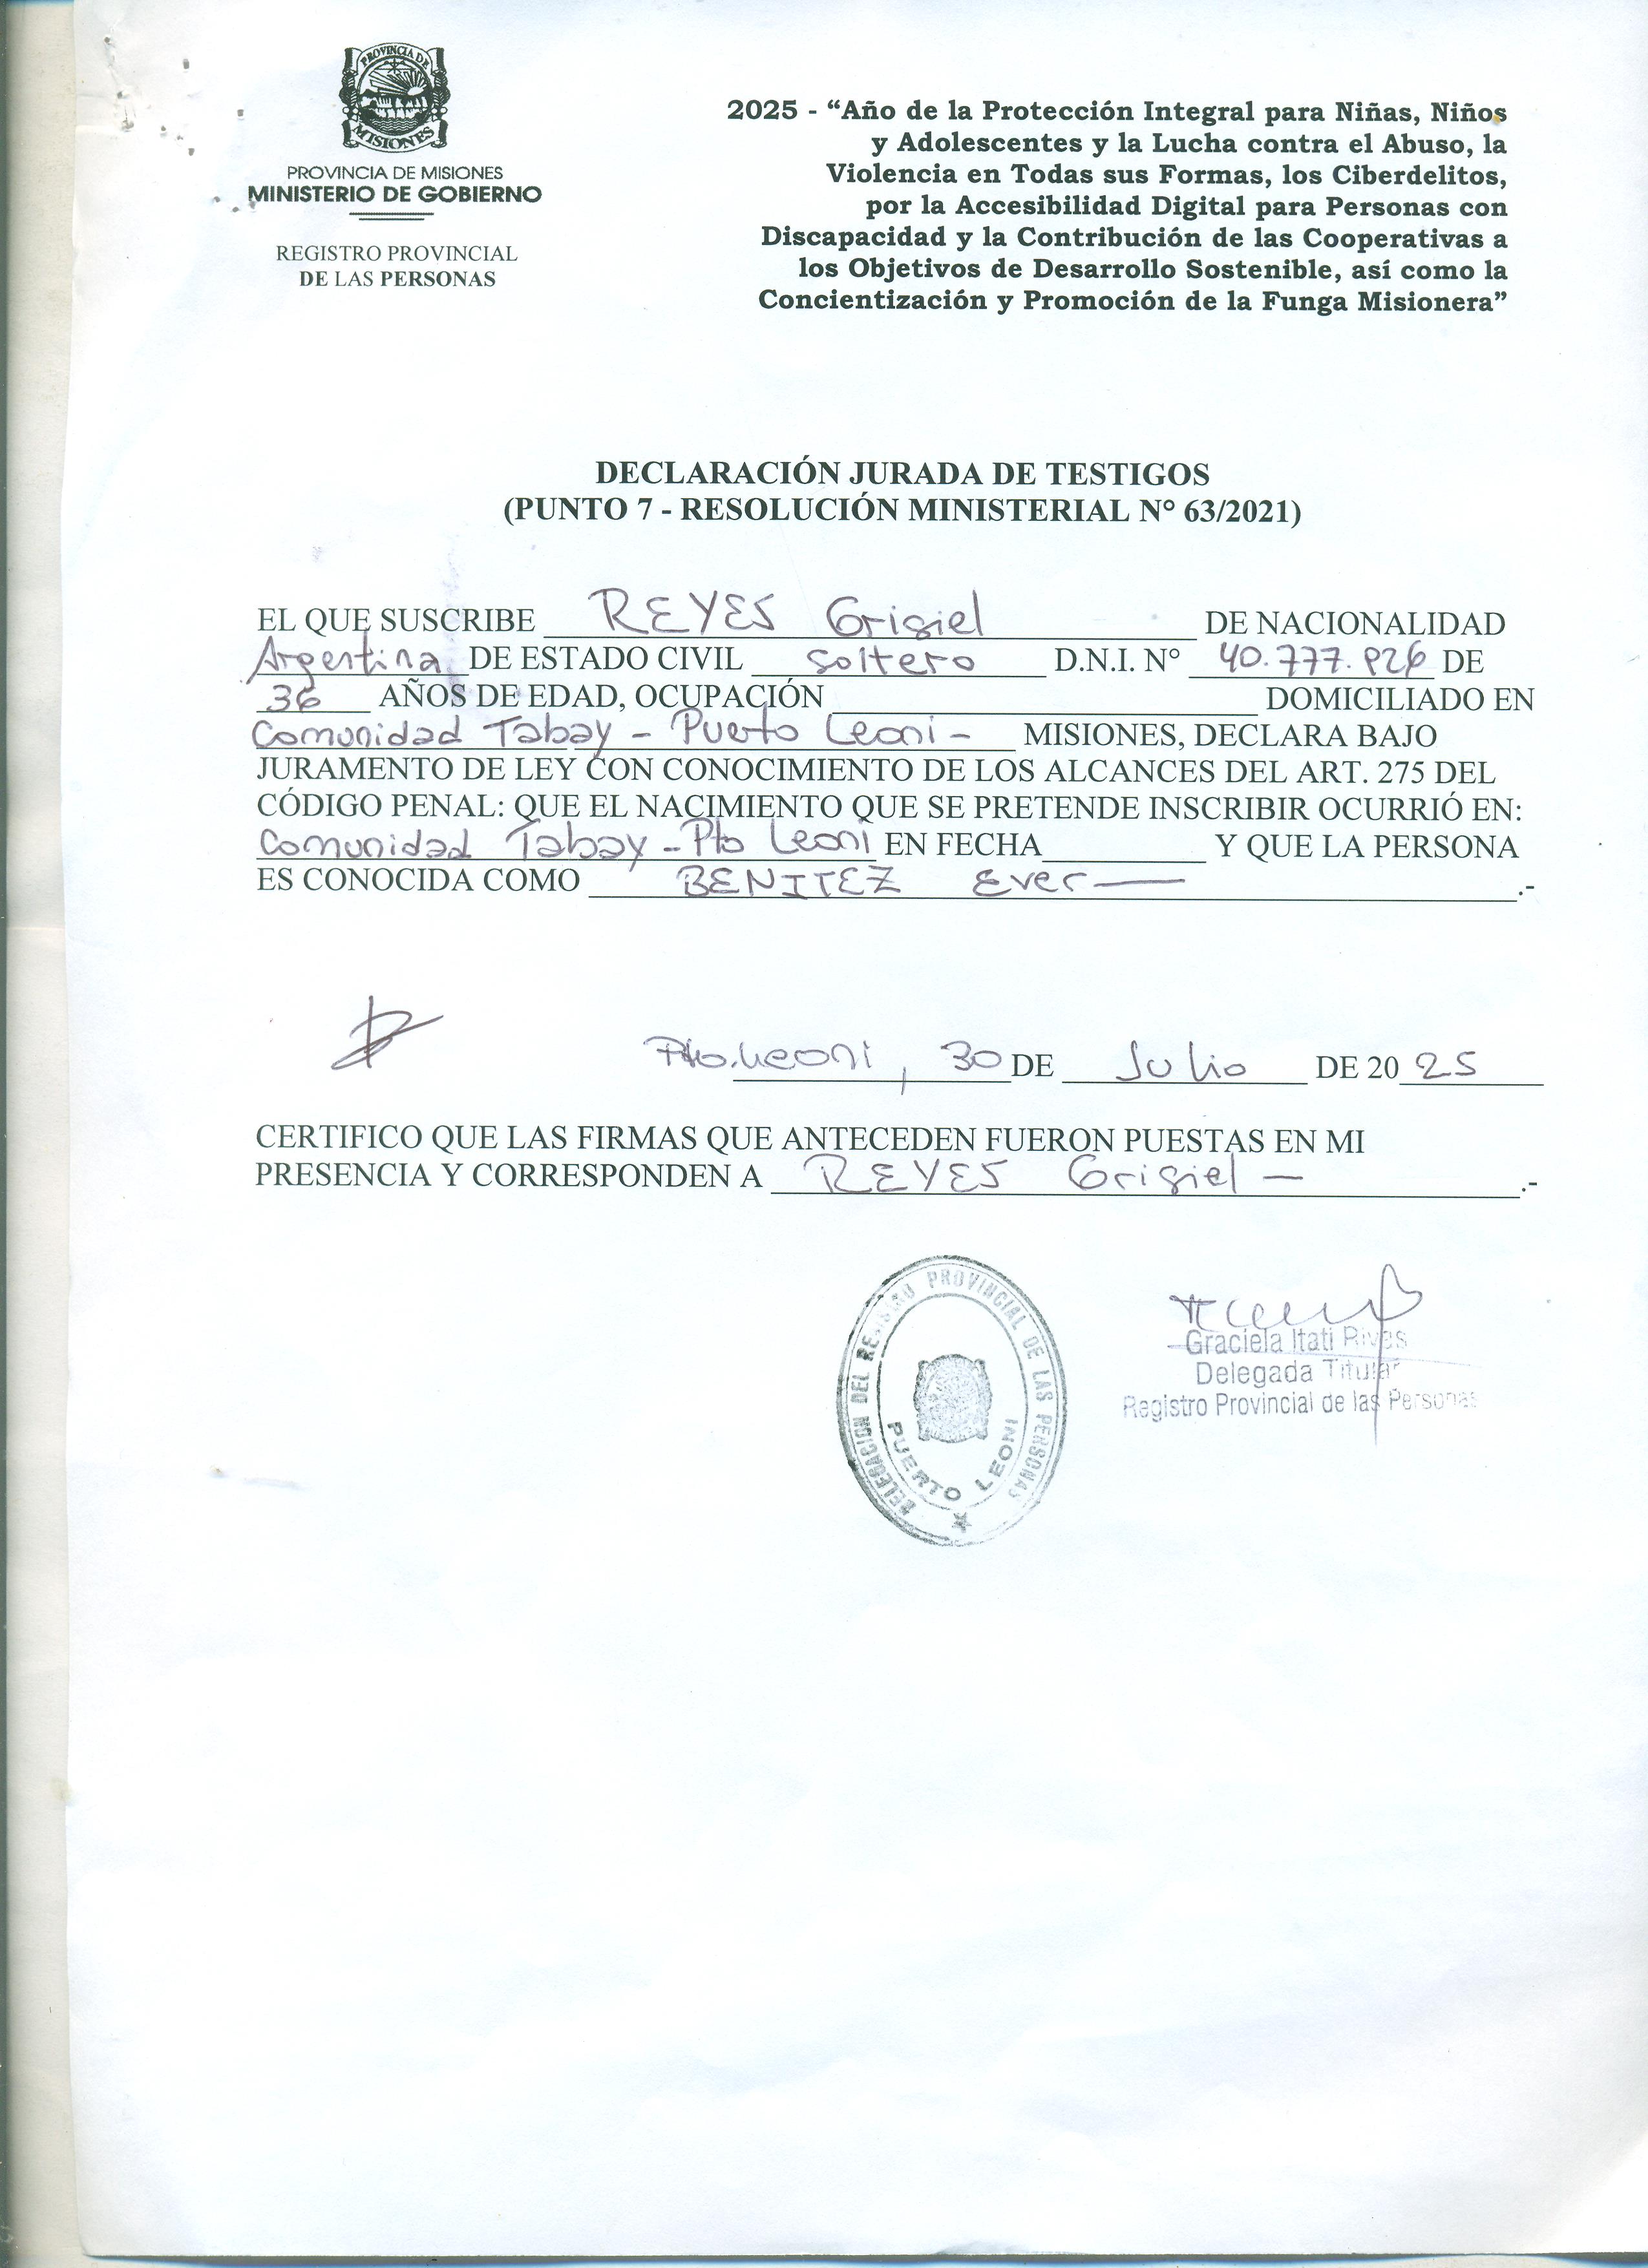 PROVINCIA DE
MISIONES
PROVINCIA DE MISIONES
MINISTERIO DE GOBIERNO
REGISTRO PROVINCIAL
DE LAS PERSONAS
2025 - “Año de la Protección Integral para Niñas, Niños
y Adolescentes y la Lucha contra el Abuso, la
Violencia en Todas sus Formas, los Ciberdelitos,
por la Accesibilidad Digital para Personas con
Discapacidad y la Contribución de las Cooperativas a
los Objetivos de Desarrollo Sostenible, así como la
Concientización y Promoción de la Funga Misionera”
DECLARACIÓN JURADA DE TESTIGOS
(PUNTO 7 - RESOLUCIÓN MINISTERIAL N° 63/2021)
EL QUE SUSCRIBE REYES Grisiel DE NACIONALIDAD
Argentina DE ESTADO CIVIL soltero D.N.I. N° 40.777. DE
36 AÑOS DE EDAD, OCUPACIÓN DOMICILIADO EN
Comunidad Tabay - Puerto Leoni - MISIONES, DECLARA BAJO
JURAMENTO DE LEY CON CONOCIMIENTO DE LOS ALCANCES DEL ART. 275 DEL
CÓDIGO PENAL: QUE EL NACIMIENTO QUE SE PRETENDE INSCRIBIR OCURRIÓ EN:
Comunidad Tabay - Pto Leoni EN FECHA Y QUE LA PERSONA
ES CONOCIDA COMO BENITEZ Ever .-
Pto. Leoni, 30 DE Julio DE 2025
CERTIFICO QUE LAS FIRMAS QUE ANTECEDEN FUERON PUESTAS EN MI
PRESENCIA Y CORRESPONDEN A REYES Grisiel - .-
DELEGACION DEL REGISTRO PROVINCIAL DE LAS PERSONAS
PUERTO LEONI
Graciela Itati Rivas
Delegada Titular
Registro Provincial de las Personas